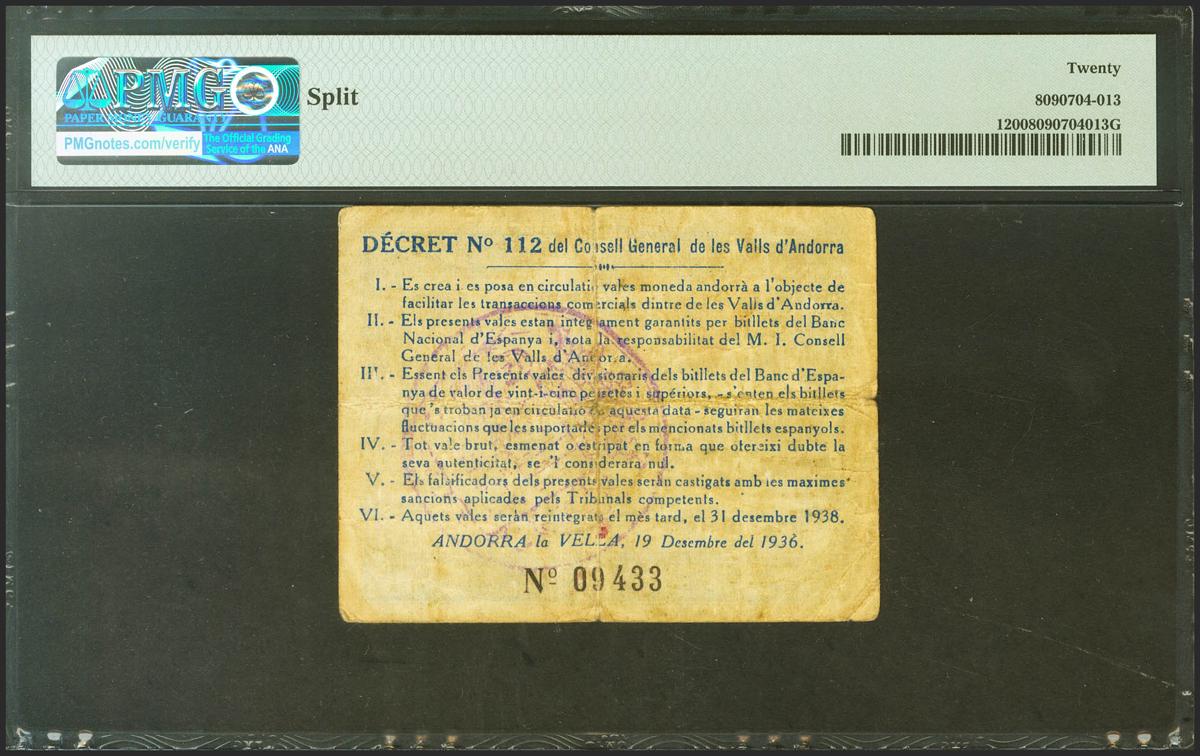 PMG
PAPER MONEY GUARANTY
PMGnotes.com/verify
The Official Grading
Service of the ANA
Split
Twenty
8090704-013
12008090704013G
DÉCRET Nº 112 del Consell General de les Valls d'Andorra
I. - Es crea i es posa en circulatio vales moneda andorrà a l'objecte de
facilitar les transaccions comercials dintre de les Valls d'Andorra.
II. - Els presents vales estan integrament garantits per bitllets del Banc
Nacional d'Espanya i, sota la responsabilitat del M. I. Consell
General de les Valls d'Andorra.
III. - Essent els Presents vales divisionaris dels bitllets del Banc d'Espa-
nya de valor de vint-i-cinc pessetes i supériors, - s'enten els bitllets
que 's troban ja en circulatio a aquesta data - seguiran les mateixes
fluctuacions que les suportades per els mencionats bitllets espanyols.
IV. - Tot vale brut, esmenat o estripat en forma que ofereixi dubte la
seva autenticitat, se 'l considerara nul.
V. - Els falsificadors dels presents vales seràn castigats amb les maximes
sancions aplicades pels Tribunals competents.
VI. - Aquets vales seràn reintegrats el mès tard, el 31 desembre 1938.
ANDORRA la VELLA, 19 Desembre del 1936.
Nº 09433